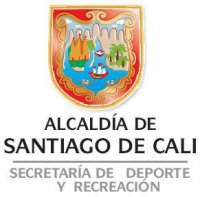 ALCALDÍA DE
SANTIAGO DE CALI
SECRETARÍA DE DEPORTE
Y RECREACIÓN